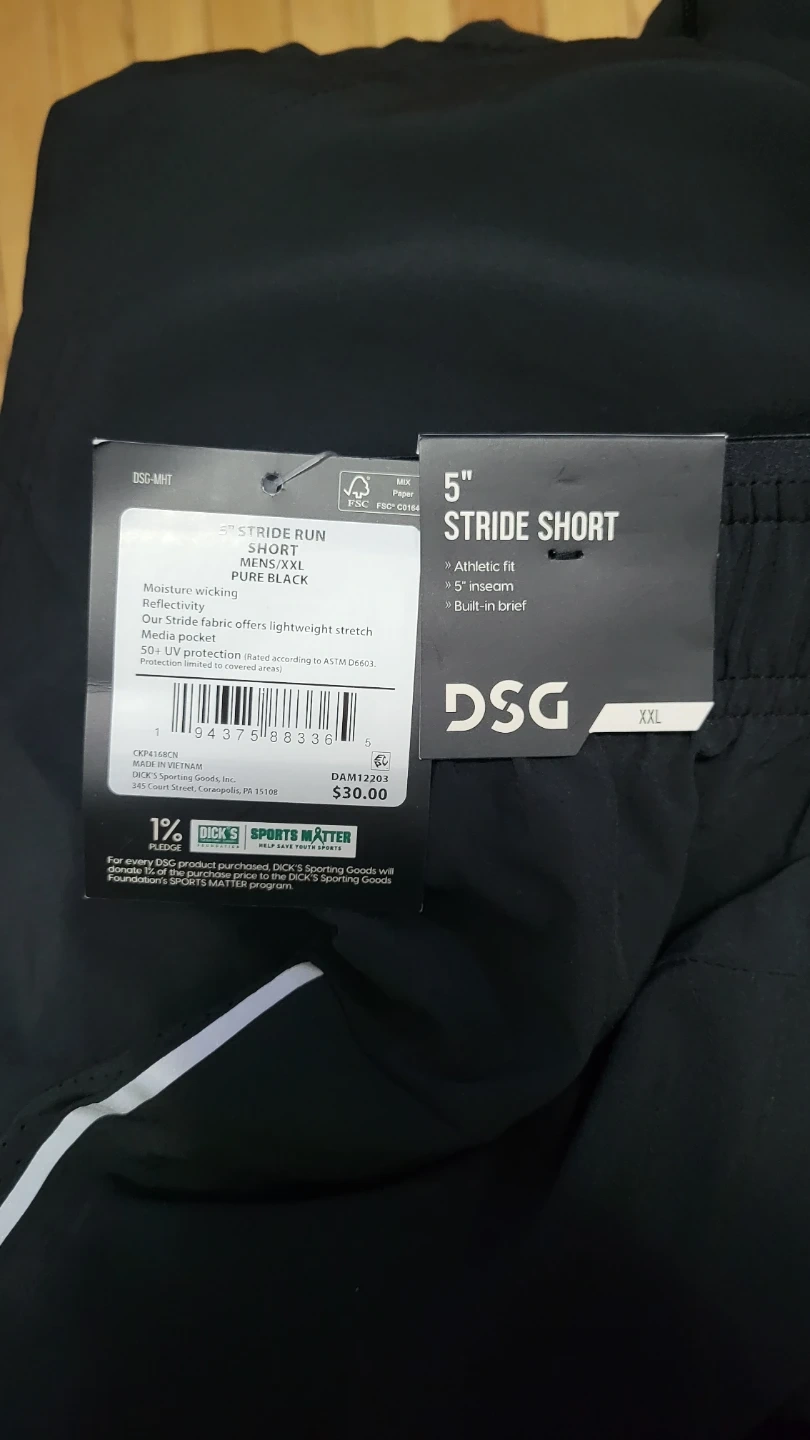 DSG-MHT
FSC
MIX
Paper
FSC® C0164
5" STRIDE RUN
SHORT
MENS/XXL
PURE BLACK
Moisture wicking
Reflectivity
Our Stride fabric offers lightweight stretch
Media pocket
50+ UV protection (Rated according to ASTM D6603.
Protection limited to covered areas)
1 94375 88336 5
CKP4168CN
MADE IN VIETNAM
DICK'S Sporting Goods, Inc.
345 Court Street, Coraopolis, PA 15108
DAM12203
$30.00
1%
PLEDGE
DICK'S
FOUNDATION
SPORTS MATTER
HELP SAVE YOUTH SPORTS
For every DSG product purchased, DICK'S Sporting Goods will
donate 1% of the purchase price to the DICK'S Sporting Goods
Foundation's SPORTS MATTER program.
5"
STRIDE SHORT
» Athletic fit
» 5" inseam
» Built-in brief
DSG
XXL